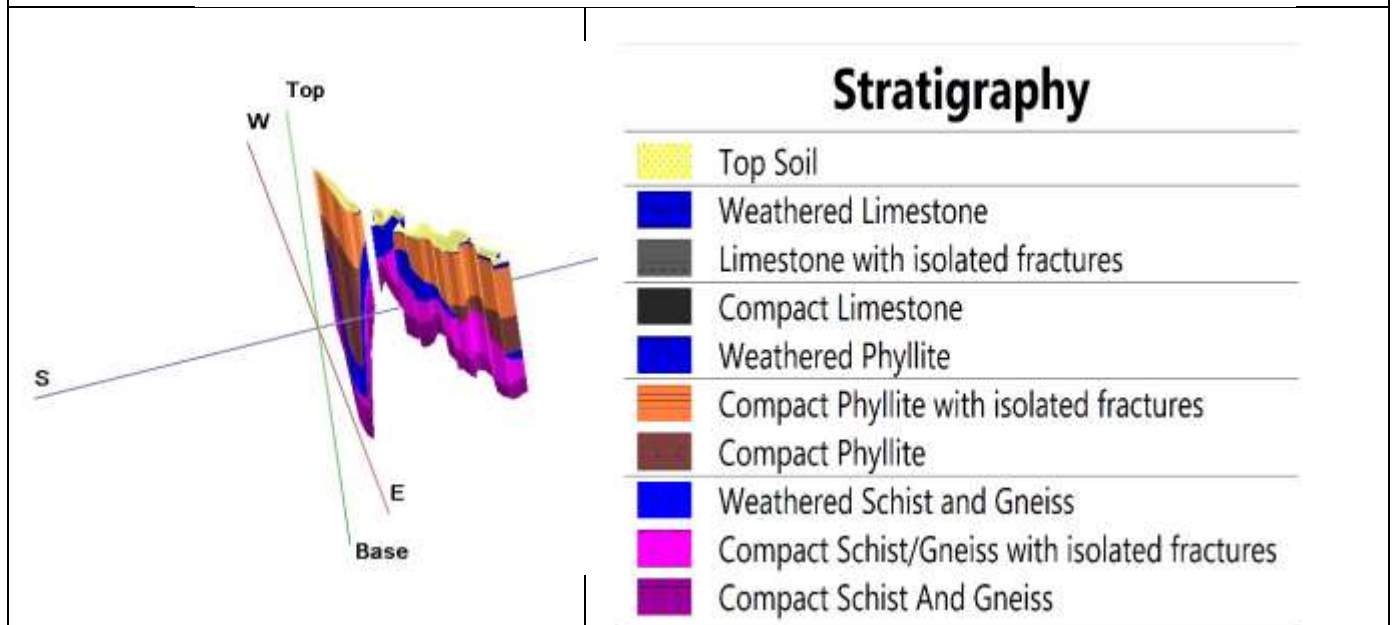 Top
W
S
E
Base
Stratigraphy
Top Soil
Weathered Limestone
Limestone with isolated fractures
Compact Limestone
Weathered Phyllite
Compact Phyllite with isolated fractures
Compact Phyllite
Weathered Schist and Gneiss
Compact Schist/Gneiss with isolated fractures
Compact Schist And Gneiss